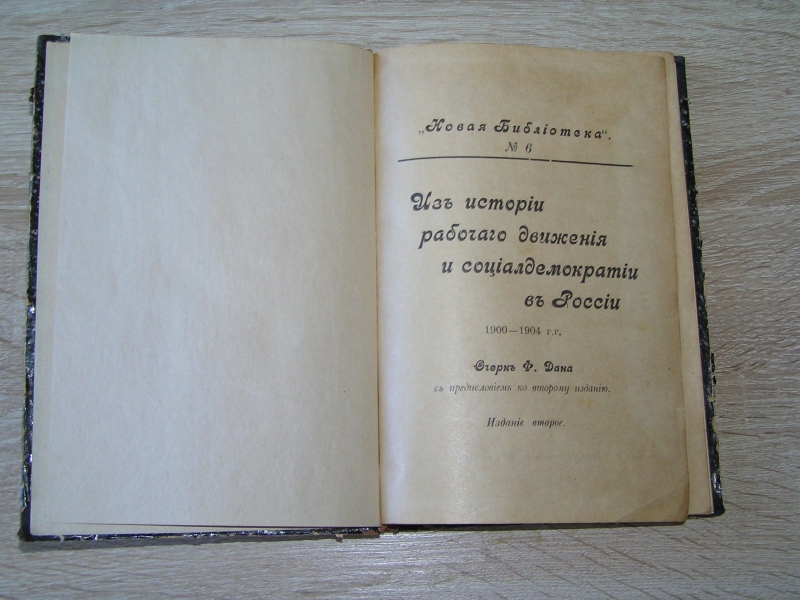 „Новая Библіотека“.
№ 6
Изъ исторіи
рабочаго движенія
и соціалдемократіи
въ Россіи
1900—1904 г.г.
Очеркъ Ѳ. Дана
съ предисловіемъ ко второму изданію.
Изданіе второе.